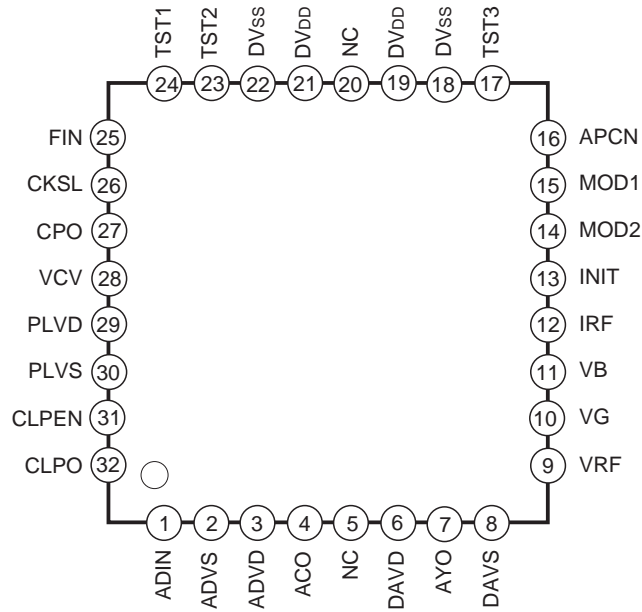 TST1 TST2 DVSS DVDD NC DVDD DVSS TST3
24 23 22 21 20 19 18 17
FIN 25 16 APCN
CKSL 26 15 MOD1
CPO 27 14 MOD2
VCV 28 13 INIT
PLVD 29 12 IRF
PLVS 30 11 VB
CLPEN 31 10 VG
CLPO 32 9 VRF
1 2 3 4 5 6 7 8
ADIN ADVS ADVD ACO NC DAVD AYO DAVS